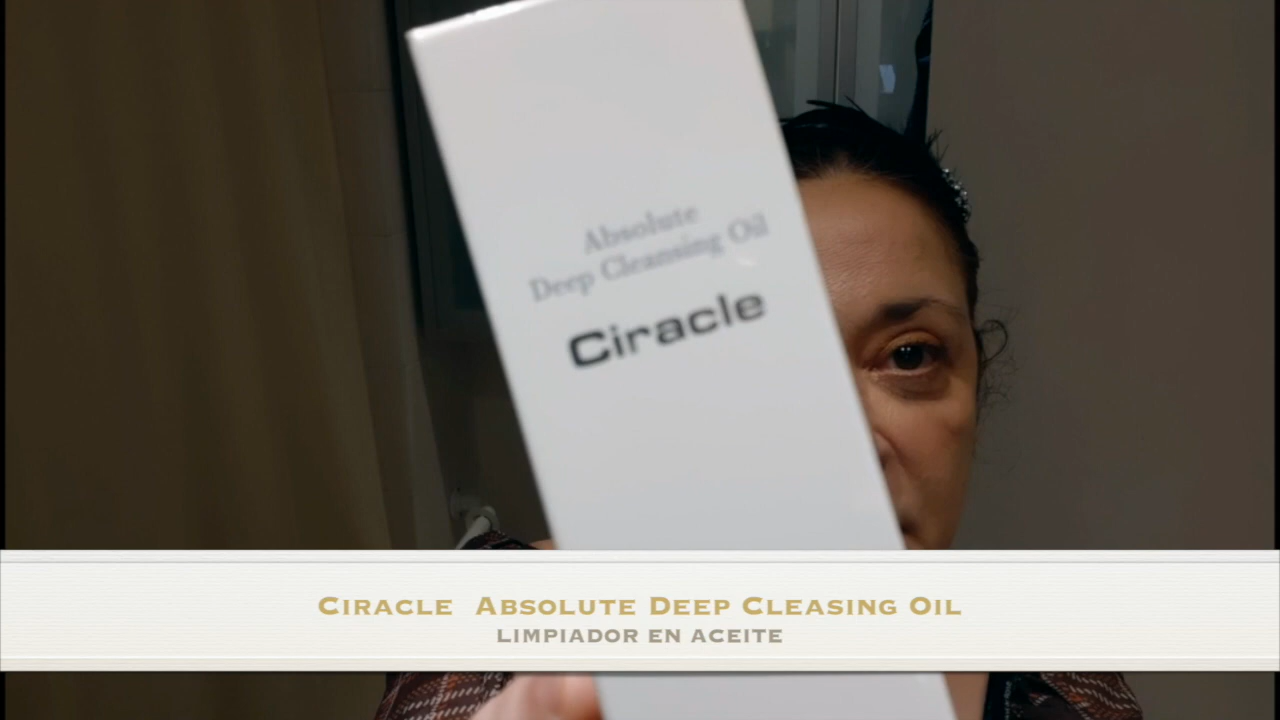 Absolute
Deep Cleansing Oil
Ciracle
Ciracle Absolute Deep Cleasing Oil
limpiador en aceite